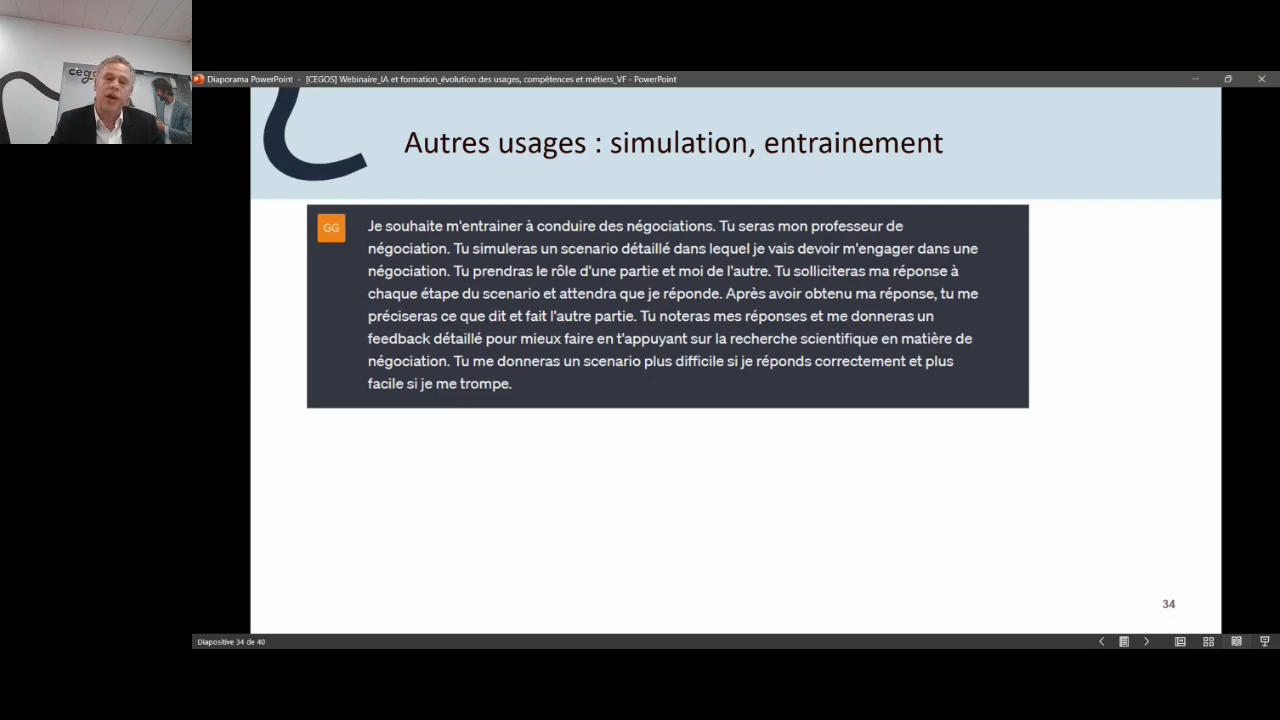 cegos
Diaporama PowerPoint - [CEGOS] Webinaire_IA et formation_évolution des usages, compétences et métiers_VF - PowerPoint
Autres usages : simulation, entrainement
GG
Je souhaite m'entrainer à conduire des négociations. Tu seras mon professeur de
négociation. Tu simuleras un scenario détaillé dans lequel je vais devoir m'engager dans une
négociation. Tu prendras le rôle d'une partie et moi de l'autre. Tu solliciteras ma réponse à
chaque étape du scenario et attendra que je réponde. Après avoir obtenu ma réponse, tu me
préciseras ce que dit et fait l'autre partie. Tu noteras mes réponses et me donneras un
feedback détaillé pour mieux faire en t'appuyant sur la recherche scientifique en matière de
négociation. Tu me donneras un scenario plus difficile si je réponds correctement et plus
facile si je me trompe.
34
Diapositive 34 de 40